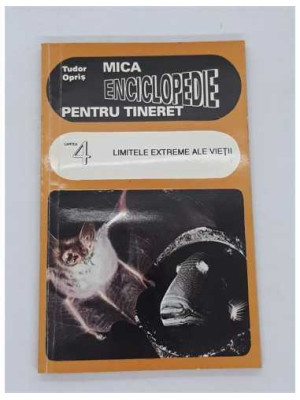 Tudor
Opriș
MICA
ENCICLOPEDIE
PENTRU TINERET
4
LIMITELE EXTREME ALE VIEȚII